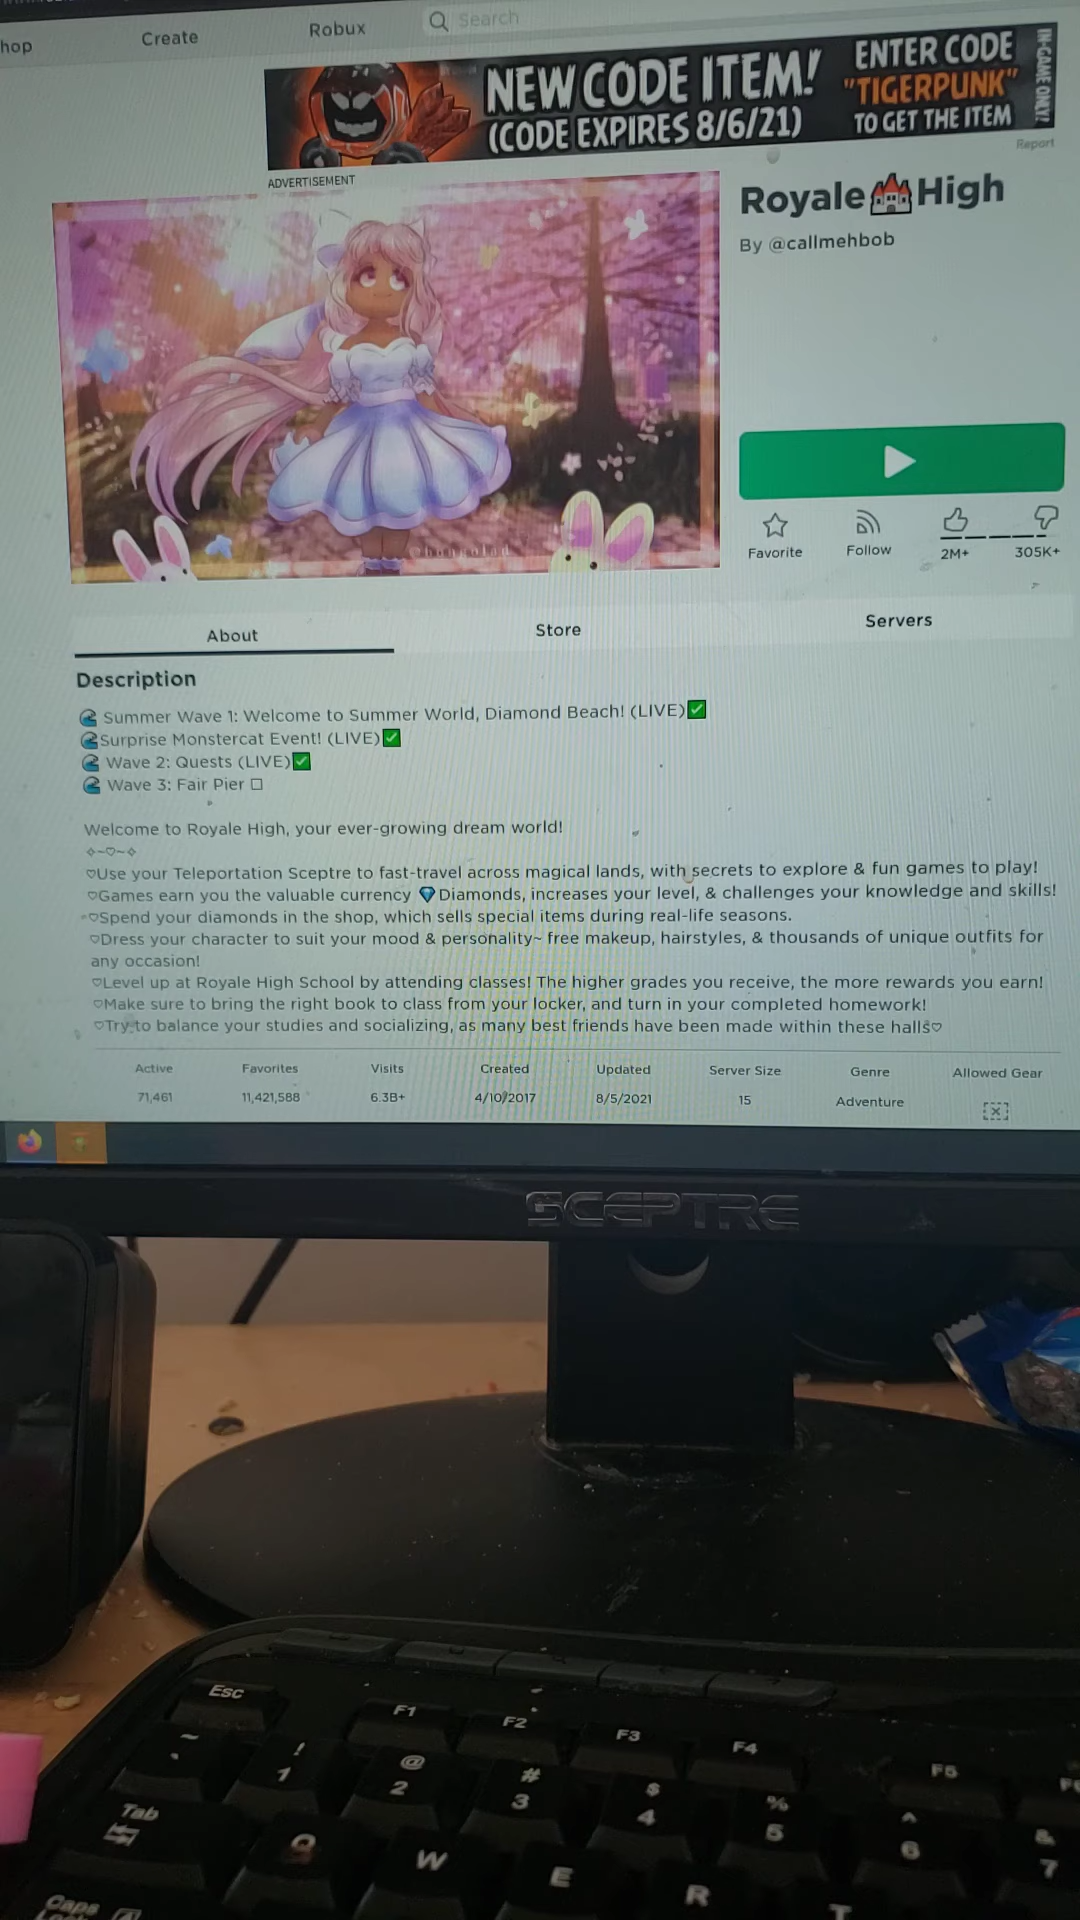 hop Create Robux Search
NEW CODE ITEM!
(CODE EXPIRES 8/6/21)
ENTER CODE
"TIGERPUNK"
TO GET THE ITEM
IN-GAME ONLY!
ADVERTISEMENT
Report
Royale🏰High
By @callmehbob
Favorite Follow 2M+ 305K+
About Store Servers
Description
🌊 Summer Wave 1: Welcome to Summer World, Diamond Beach! (LIVE)✅
🌊Surprise Monstercat Event! (LIVE)✅
🌊 Wave 2: Quests (LIVE)✅
🌊 Wave 3: Fair Pier ☐
Welcome to Royale High, your ever-growing dream world!
✧~♡~✧
♡Use your Teleportation Sceptre to fast-travel across magical lands, with secrets to explore & fun games to play!
♡Games earn you the valuable currency 💎Diamonds, increases your level, & challenges your knowledge and skills!
♡Spend your diamonds in the shop, which sells special items during real-life seasons.
♡Dress your character to suit your mood & personality~ free makeup, hairstyles, & thousands of unique outfits for
any occasion!
♡Level up at Royale High School by attending classes! The higher grades you receive, the more rewards you earn!
♡Make sure to bring the right book to class from your locker, and turn in your completed homework!
♡Try to balance your studies and socializing, as many best friends have been made within these halls♡
Active Favorites Visits Created Updated Server Size Genre Allowed Gear
71,461 11,421,588 6.3B+ 4/10/2017 8/5/2021 15 Adventure
SCEPTRE
Esc F1 F2 F3 F4 F5 F6
~ ! @ # $ % ^ &
` 1 2 3 4 5 6 7
Tab Q W E R T
Caps